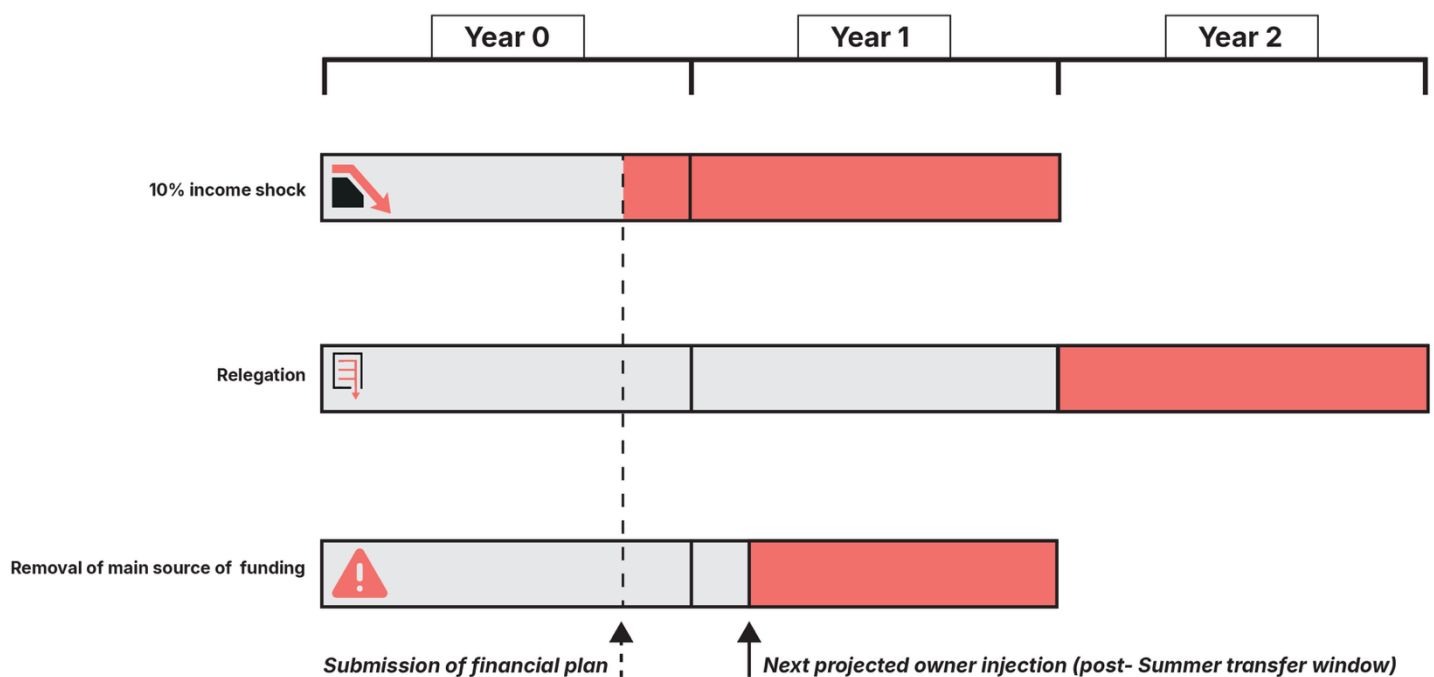 Year 0
Year 1
Year 2
10% income shock
Relegation
Removal of main source of  funding
Submission of financial plan
Next projected owner injection (post- Summer transfer window)